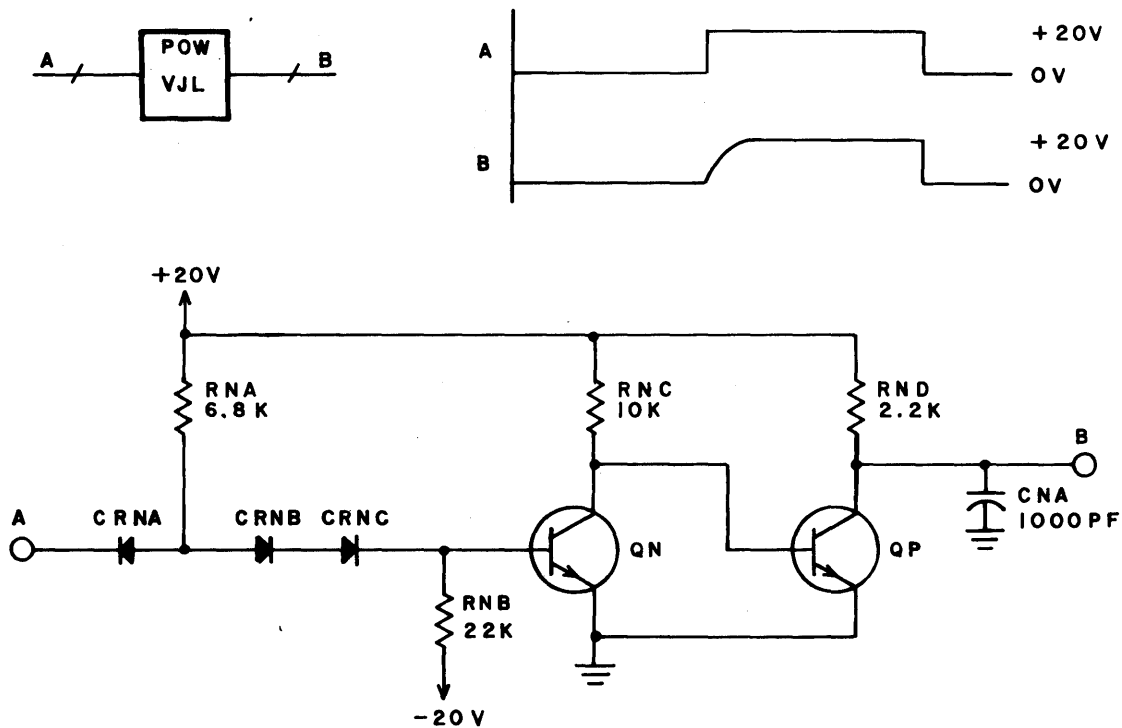 A
POW
VJL
B
A
+20V
0V
B
+20V
0V
+20V
RNA
6.8K
RNC
10K
RND
2.2K
B
CNA
1000PF
A
CRNA
CRNB
CRNC
QN
QP
RNB
22K
-20V